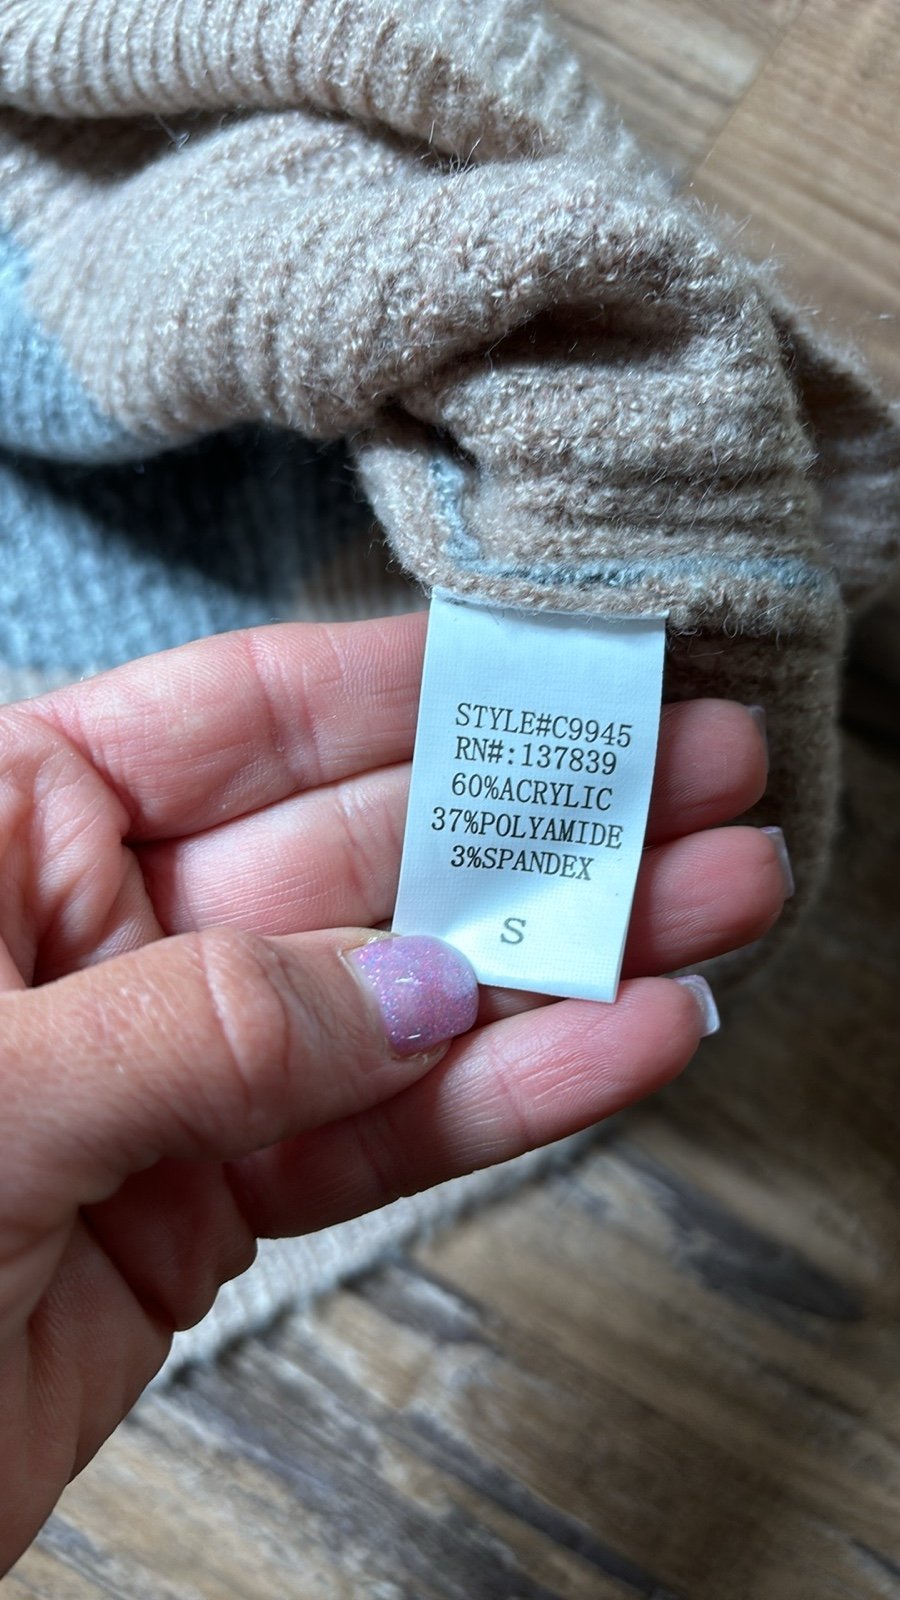 STYLE#C9945
RN#:137839
60%ACRYLIC
37%POLYAMIDE
3%SPANDEX
S